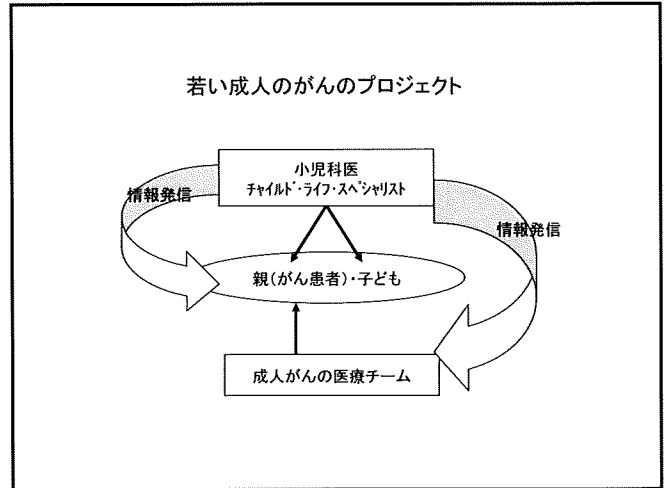 若い成人のがんのプロジェクト
小児科医
チャイルド･ライフ･スペシャリスト
情報発信
情報発信
親(がん患者)･子ども
成人がんの医療チーム